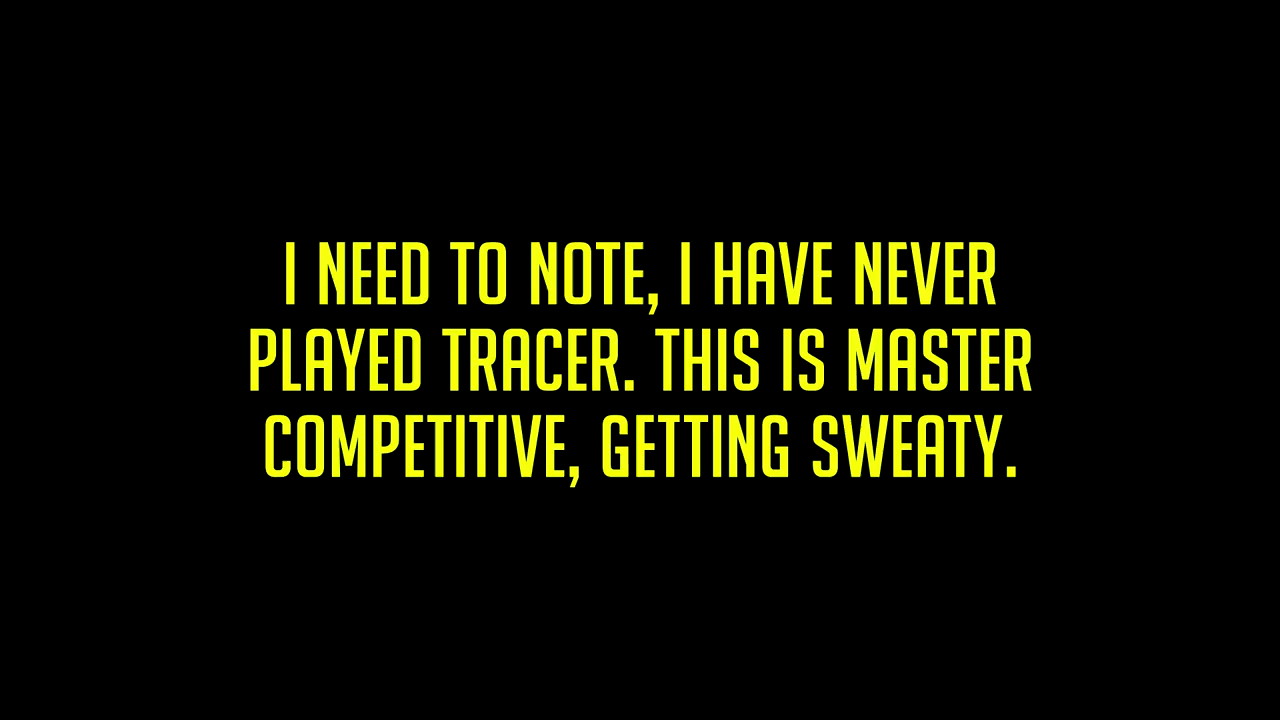 I NEED TO NOTE, I HAVE NEVER
PLAYED TRACER. THIS IS MASTER
COMPETITIVE, GETTING SWEATY.